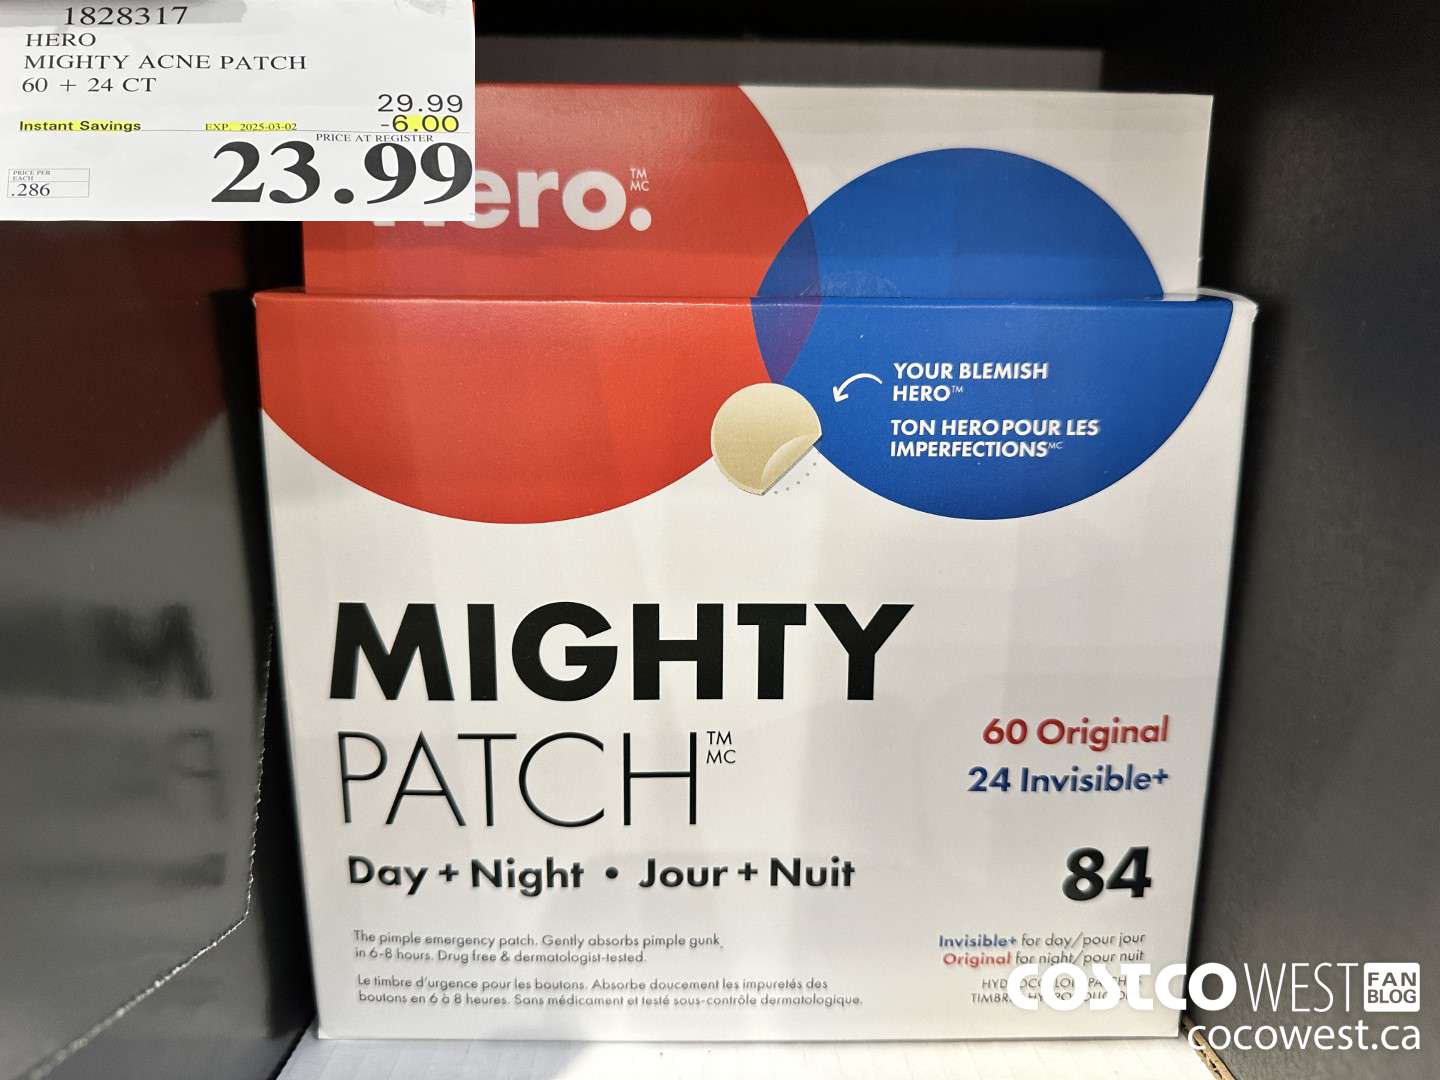 1828317
HERO
MIGHTY ACNE PATCH
60 + 24 CT
29.99
Instant Savings EXP. 2025-03-02 -6.00
PRICE AT REGISTER
PRICE PER
EACH
.286
23.99
ero.
TM
MC
YOUR BLEMISH
HERO™
TON HERO POUR LES
IMPERFECTIONS MC
MIGHTY
PATCH
TM
MC
60 Original
24 Invisible+
Day + Night • Jour + Nuit
84
The pimple emergency patch. Gently absorbs pimple gunk
in 6-8 hours. Drug free & dermatologist-tested.
Le timbre d'urgence pour les boutons. Absorbe doucement les impuretés des
boutons en 6 à 8 heures. Sans médicament et testé sous-contrôle dermatologique.
Invisible+ for day/pour jour
Original for night/pour nuit
COSTCO WEST FAN
BLOG
cocowest.ca